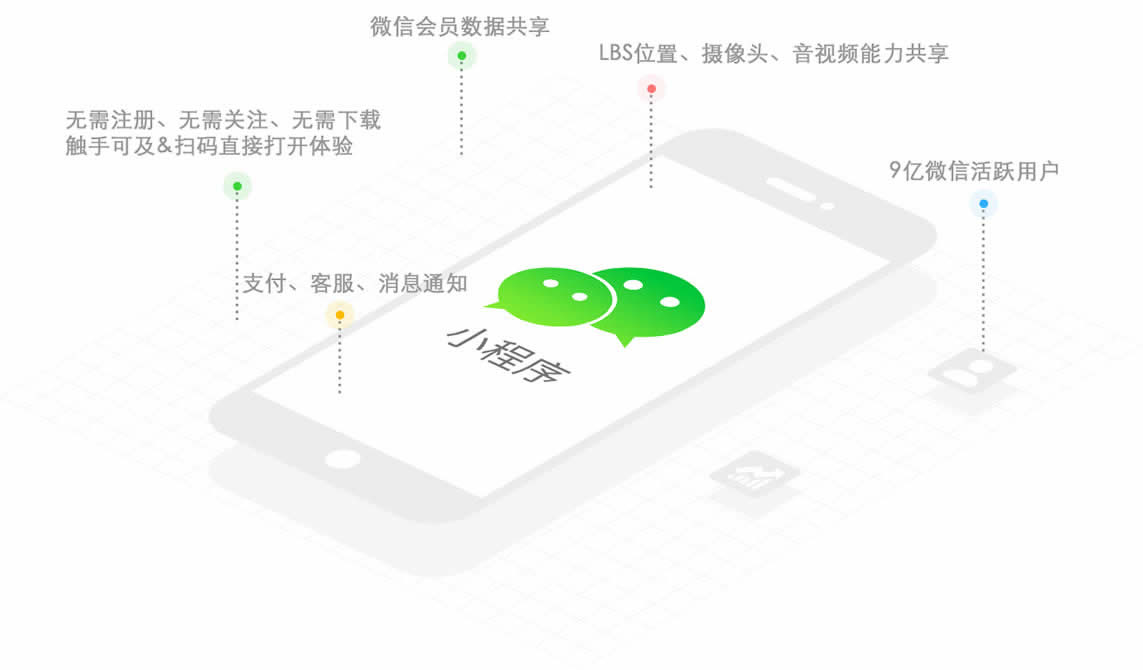 微信会员数据共享
LBS位置、摄像头、音视频能力共享
无需注册、无需关注、无需下载
触手可及&扫码直接打开体验
9亿微信活跃用户
支付、客服、消息通知
小程序